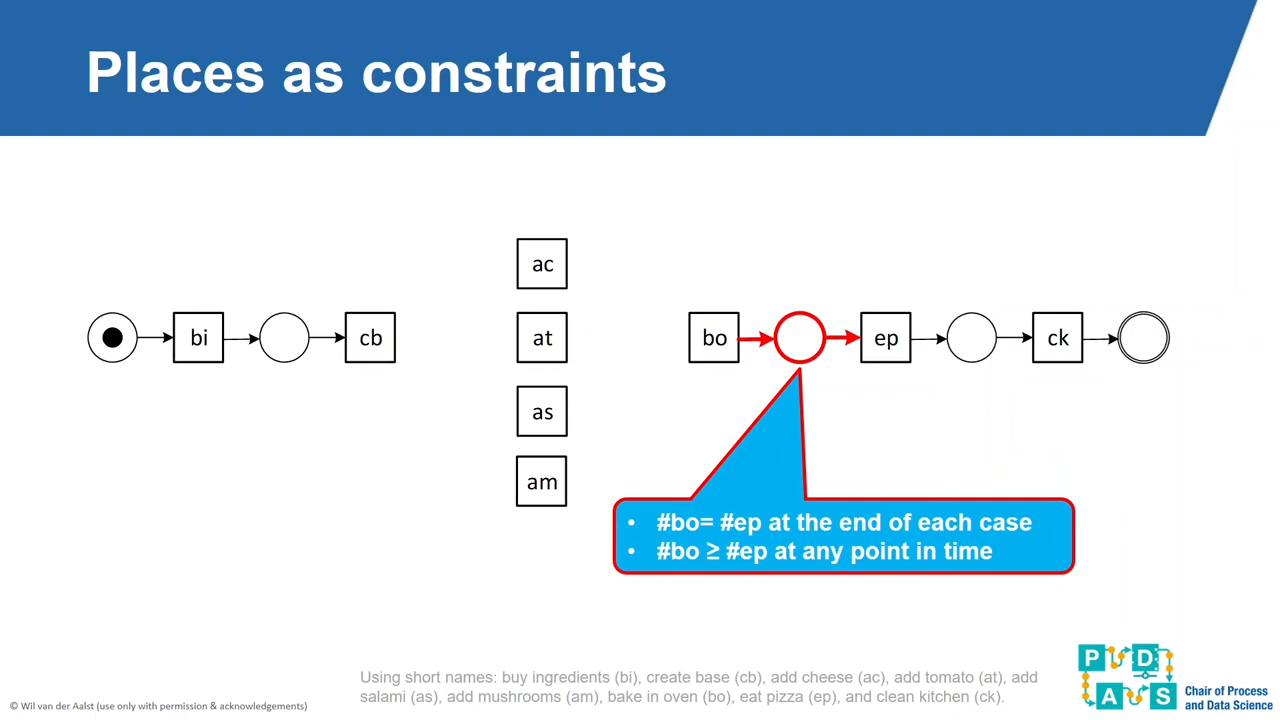 Places as constraints
ac
bi
cb
at
bo
ep
ck
as
am
• #bo= #ep at the end of each case
• #bo ≥ #ep at any point in time
Using short names: buy ingredients (bi), create base (cb), add cheese (ac), add tomato (at), add
salami (as), add mushrooms (am), bake in oven (bo), eat pizza (ep), and clean kitchen (ck).
© Wil van der Aalst (use only with permission & acknowledgements)
P D
A S
Chair of Process
and Data Science